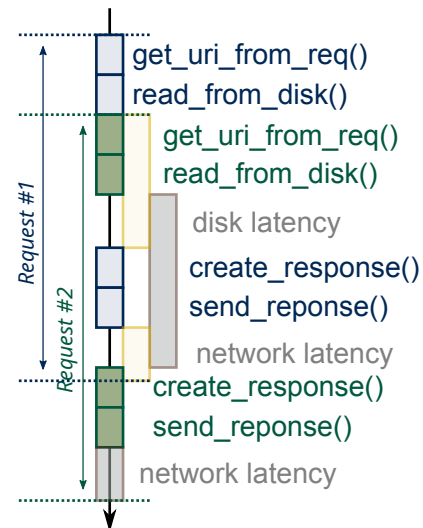 get_uri_from_req()
read_from_disk()
get_uri_from_req()
read_from_disk()
disk latency
create_response()
send_reponse()
network latency
create_response()
send_reponse()
network latency
Request #1
Request #2